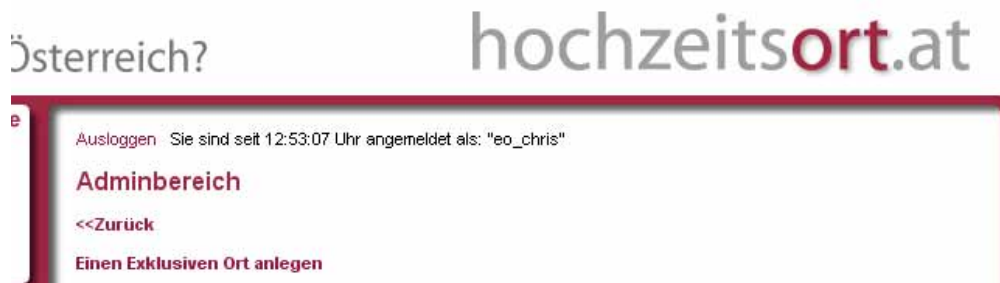 Österreich?
hochzeitsort.at
e
Ausloggen Sie sind seit 12:53:07 Uhr angemeldet als: "eo_chris"
Adminbereich
<<Zurück
Einen Exklusiven Ort anlegen